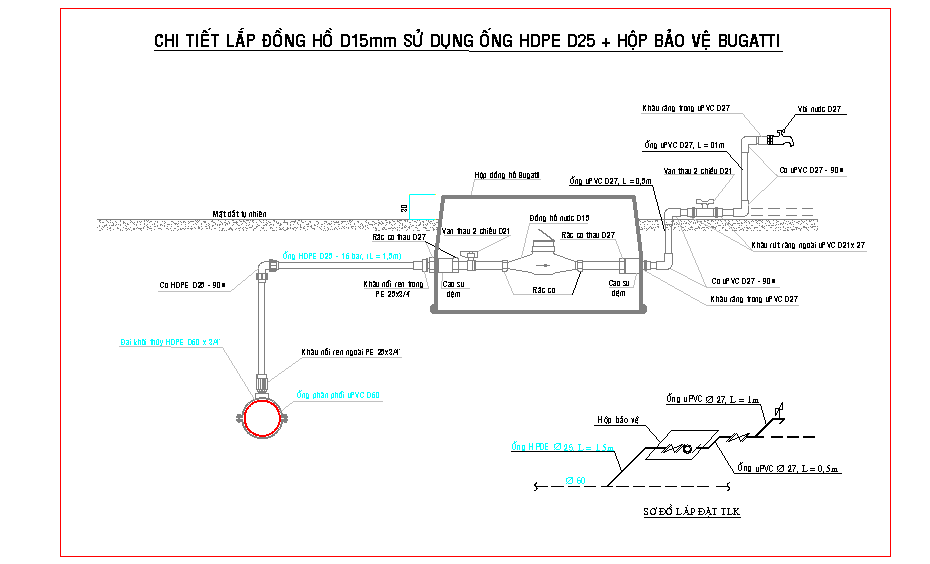 CHI TIẾT LẮP ĐỒNG HỒ D15mm SỬ DỤNG ỐNG HDPE D25 + HỘP BẢO VỆ BUGATTI
Khâu răng trong uPVC D27
Vòi nước D27
Ống uPVC D27, L = 01m
Van thau 2 chiều D21
Co uPVC D27 - 90º
Hộp đồng hồ Bugatti
Ống uPVC D27, L = 0,5m
20
Mặt đất tự nhiên
Đồng hồ nước D15
Van thau 2 chiều D21
Rắc co thau D27
Rắc co thau D27
Khâu rút răng ngoài uPVC D21x27
Ống HDPE D25 - 16 bar, (L = 1,5m)
Co HDPE D25 - 90º
Khâu nối ren trong
PE 25x3/4"
Cao su
đệm
Rắc co
Cao su
đệm
Co uPVC D27 - 90º
Khâu răng trong uPVC D27
Đai khởi thủy HDPE D60 x 3/4"
Khâu nối ren ngoài PE 25x3/4"
Ống phân phối uPVC D60
Ống uPVC ∅ 27, L = 1m
Hộp bảo vệ
Ống HPDE ∅ 25, L = 1,5m
Ống uPVC ∅ 27, L = 0,5m
∅ 60
SƠ ĐỒ LẮP ĐẶT TLK